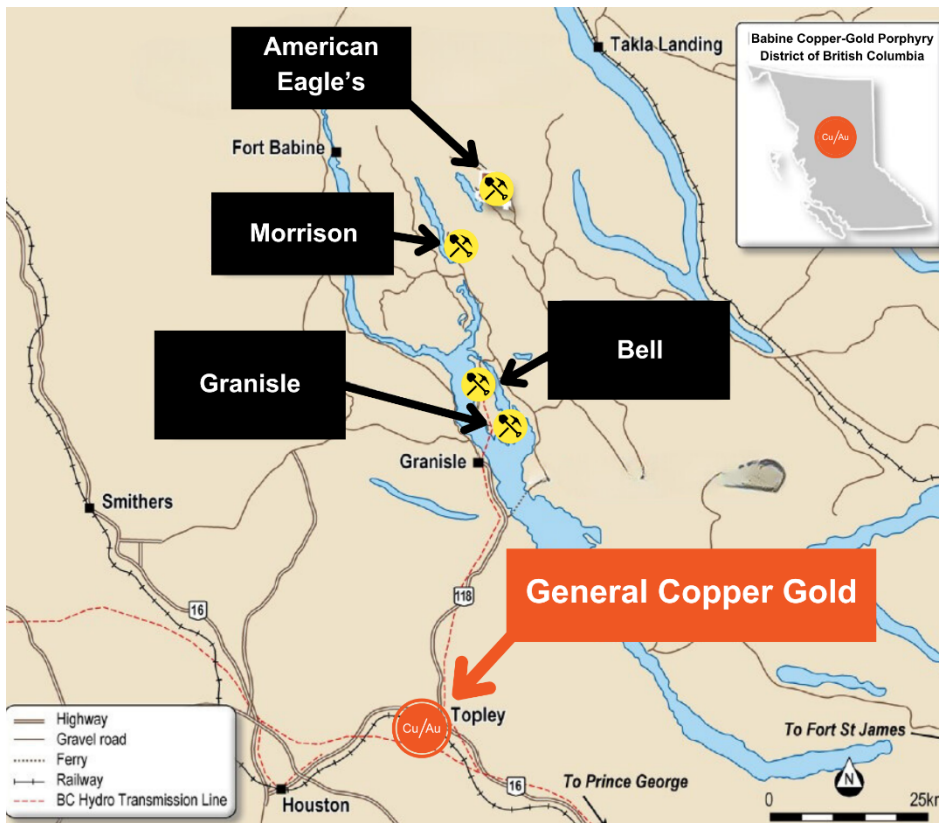 American
Eagle's
Takla Landing
Babine Copper-Gold Porphyry
District of British Columbia
Cu/Au
Fort Babine
Morrison
Bell
Granisle
Granisle
Smithers
General Copper Gold
118
16
Cu/Au
Topley
Highway
Gravel road
Ferry
Railway
BC Hydro Transmission Line
To Fort St James
16
To Prince George
Houston
N
0
25km